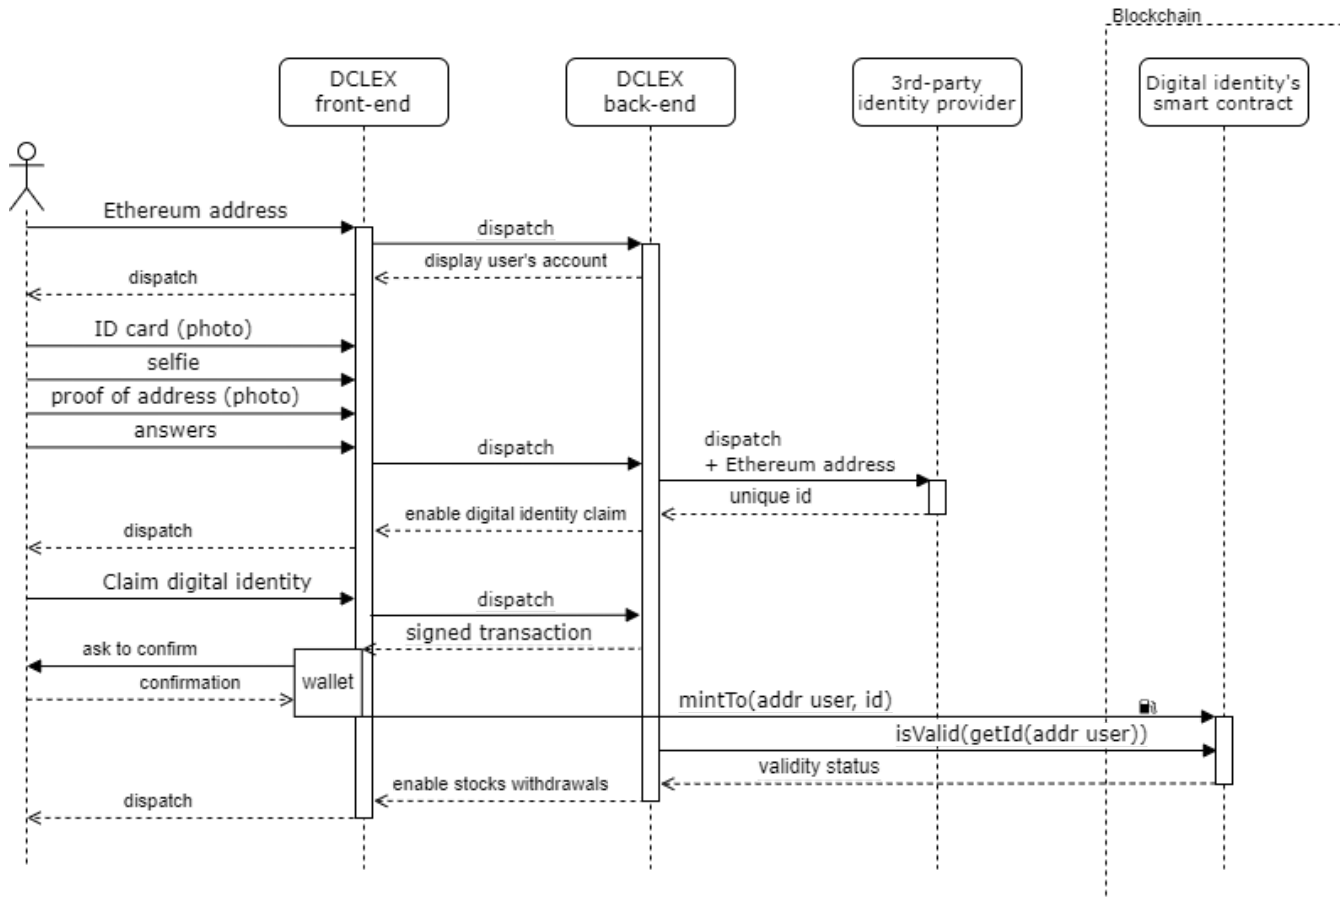 Blockchain
DCLEX
front-end
DCLEX
back-end
3rd-party
identity provider
Digital identity's
smart contract
Ethereum address
dispatch
display user's account
dispatch
ID card (photo)
selfie
proof of address (photo)
answers
dispatch
dispatch
+ Ethereum address
unique id
enable digital identity claim
dispatch
Claim digital identity
dispatch
signed transaction
ask to confirm
wallet
confirmation
mintTo(addr user, id)
isValid(getId(addr user))
validity status
enable stocks withdrawals
dispatch